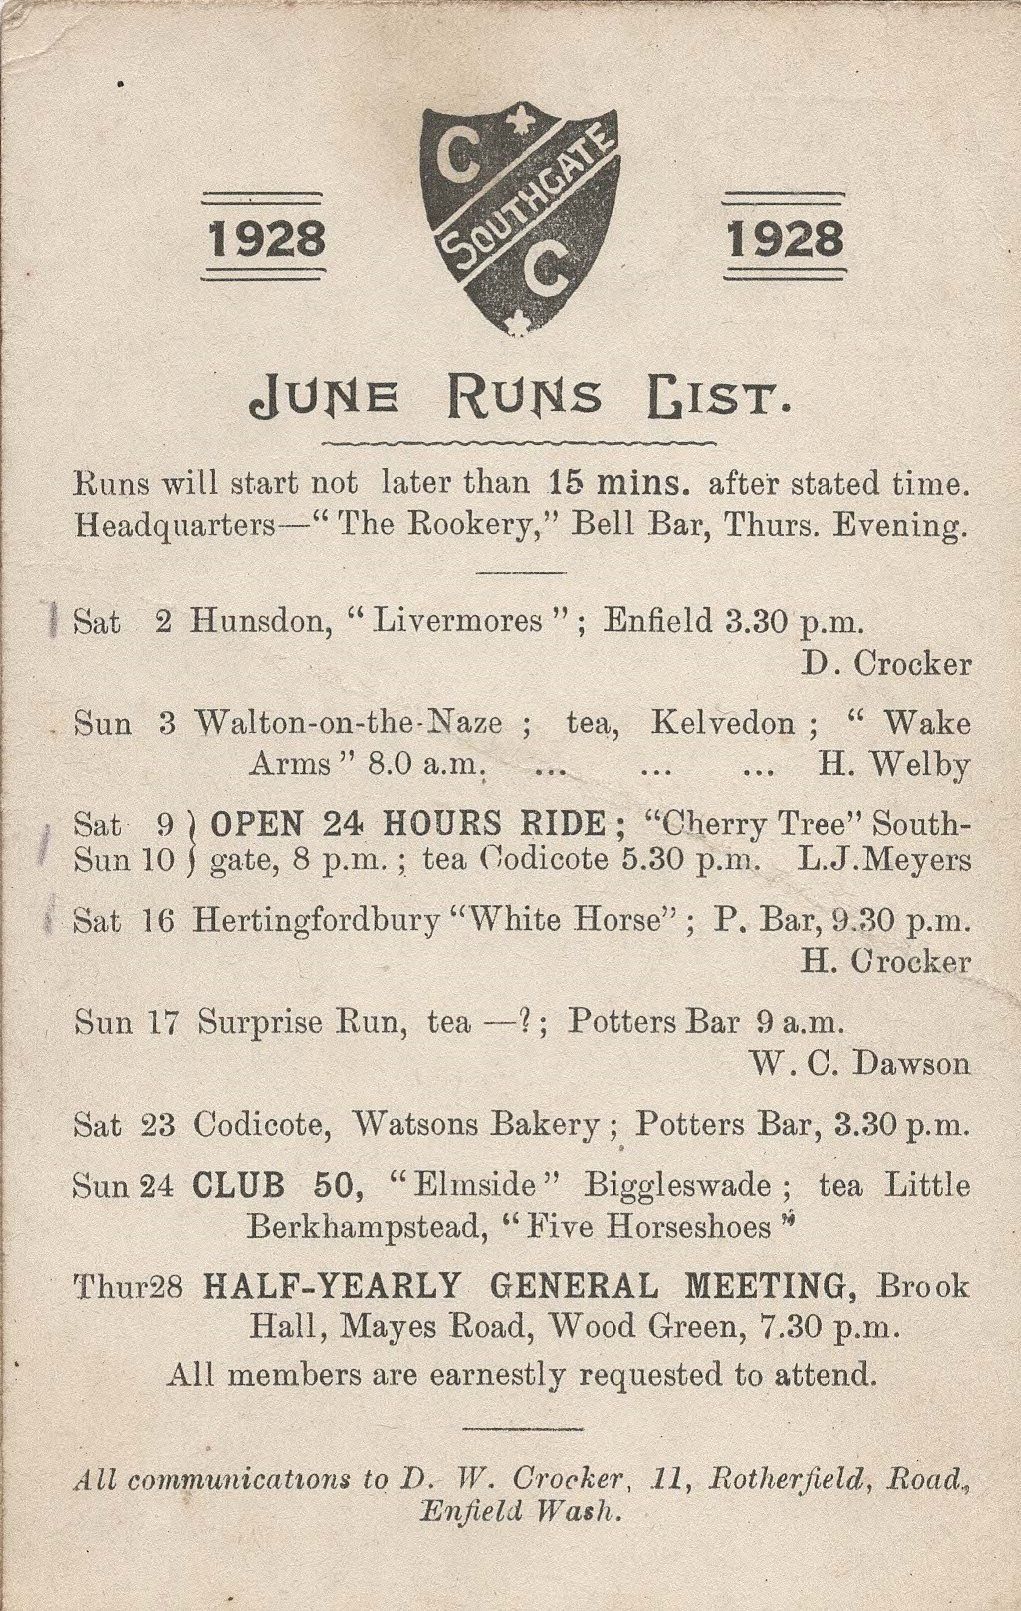 C
SOUTHGATE
C
1928
1928
JUNE RUNS LIST.
Runs will start not later than 15 mins. after stated time.
Headquarters—“The Rookery,” Bell Bar, Thurs. Evening.
Sat 2 Hunsdon, “Livermores”; Enfield 3.30 p.m.
D. Crocker
Sun 3 Walton-on-the-Naze ; tea, Kelvedon ; “Wake
Arms” 8.0 a.m. ... ... ... H. Welby
Sat 9 } OPEN 24 HOURS RIDE; “Cherry Tree” South-
Sun 10 } gate, 8 p.m. ; tea Codicote 5.30 p.m. L.J.Meyers
Sat 16 Hertingfordbury “White Horse” ; P. Bar, 9.30 p.m.
H. Crocker
Sun 17 Surprise Run, tea —? ; Potters Bar 9 a.m.
W. C. Dawson
Sat 23 Codicote, Watsons Bakery ; Potters Bar, 3.30 p.m.
Sun 24 CLUB 50, “Elmside” Biggleswade ; tea Little
Berkhampstead, “Five Horseshoes”
Thur28 HALF-YEARLY GENERAL MEETING, Brook
Hall, Mayes Road, Wood Green, 7.30 p.m.
All members are earnestly requested to attend.
All communications to D. W. Crocker, 11, Rotherfield, Road.,
Enfield Wash.